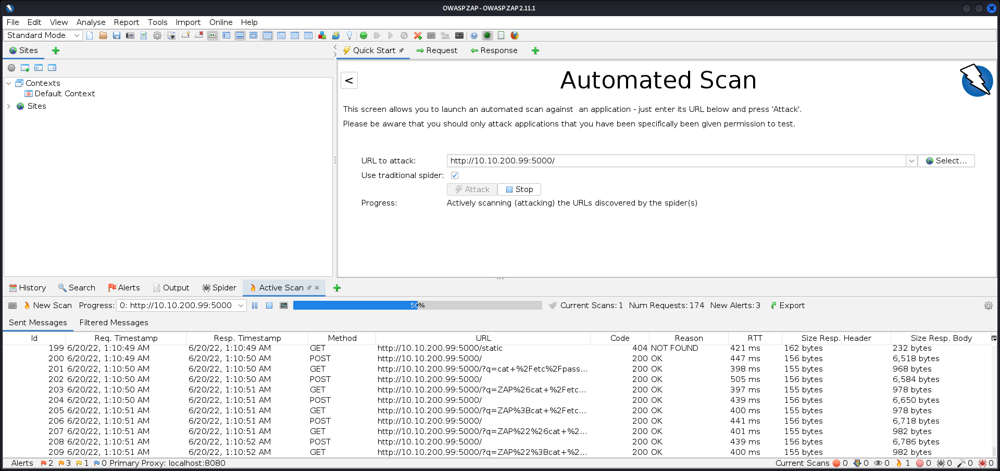 OWASP ZAP - OWASP ZAP 2.11.1
File Edit View Analyse Report Tools Import Online Help
Standard Mode
Sites
Quick Start Request Response
<
Automated Scan
Contexts
Default Context
Sites
This screen allows you to launch an automated scan against  an application - just enter its URL below and press 'Attack'.
Please be aware that you should only attack applications that you have been specifically been given permission to test.
URL to attack: http://10.10.200.99:5000/ Select...
Use traditional spider:
Attack Stop
Progress: Actively scanning (attacking) the URLs discovered by the spider(s)
History Search Alerts Output Spider Active Scan
New Scan Progress: 0: http://10.10.200.99:5000 50% Current Scans: 1 Num Requests: 174 New Alerts: 3 Export
Sent Messages Filtered Messages
Id Req. Timestamp Resp. Timestamp Method URL Code Reason RTT Size Resp. Header Size Resp. Body
199 6/20/22, 1:10:49 AM 6/20/22, 1:10:49 AM GET http://10.10.200.99:5000/static 404 NOT FOUND 421 ms 162 bytes 232 bytes
200 6/20/22, 1:10:49 AM 6/20/22, 1:10:50 AM POST http://10.10.200.99:5000/ 200 OK 447 ms 156 bytes 6,518 bytes
201 6/20/22, 1:10:50 AM 6/20/22, 1:10:50 AM GET http://10.10.200.99:5000/?q=cat+%2Fetc%2Fpass... 200 OK 398 ms 155 bytes 968 bytes
202 6/20/22, 1:10:50 AM 6/20/22, 1:10:50 AM POST http://10.10.200.99:5000/ 200 OK 505 ms 156 bytes 6,584 bytes
203 6/20/22, 1:10:50 AM 6/20/22, 1:10:51 AM GET http://10.10.200.99:5000/?q=ZAP%26cat+%2Fetc... 200 OK 397 ms 155 bytes 978 bytes
204 6/20/22, 1:10:50 AM 6/20/22, 1:10:51 AM POST http://10.10.200.99:5000/ 200 OK 439 ms 156 bytes 6,650 bytes
205 6/20/22, 1:10:51 AM 6/20/22, 1:10:51 AM GET http://10.10.200.99:5000/?q=ZAP%3Bcat+%2Fetc... 200 OK 400 ms 155 bytes 978 bytes
206 6/20/22, 1:10:51 AM 6/20/22, 1:10:51 AM POST http://10.10.200.99:5000/ 200 OK 441 ms 156 bytes 6,718 bytes
207 6/20/22, 1:10:51 AM 6/20/22, 1:10:51 AM GET http://10.10.200.99:5000/?q=ZAP%22%26cat+%2... 200 OK 401 ms 155 bytes 982 bytes
208 6/20/22, 1:10:51 AM 6/20/22, 1:10:52 AM POST http://10.10.200.99:5000/ 200 OK 439 ms 156 bytes 6,786 bytes
209 6/20/22, 1:10:51 AM 6/20/22, 1:10:52 AM GET http://10.10.200.99:5000/?q=ZAP%22%3Bcat+%2... 200 OK 400 ms 155 bytes 982 bytes
Alerts 2 3 1 0 Primary Proxy: localhost:8080 Current Scans 0 0 0 1 0 0 0 0